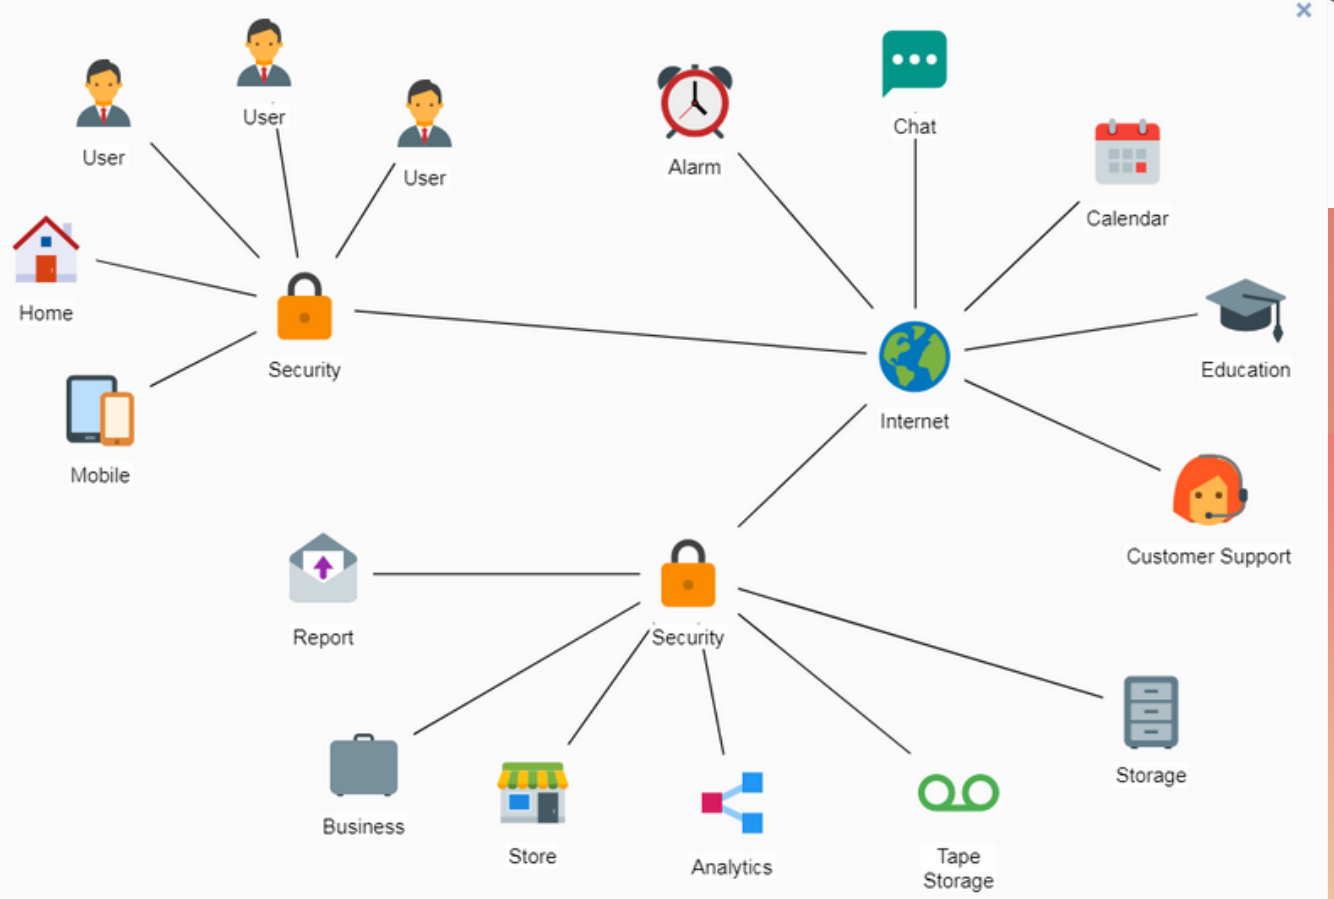 User
User
User
Alarm
Chat
Calendar
Home
Security
Education
Mobile
Internet
Customer Support
Report
Security
Business
Store
Analytics
Tape
Storage
Storage